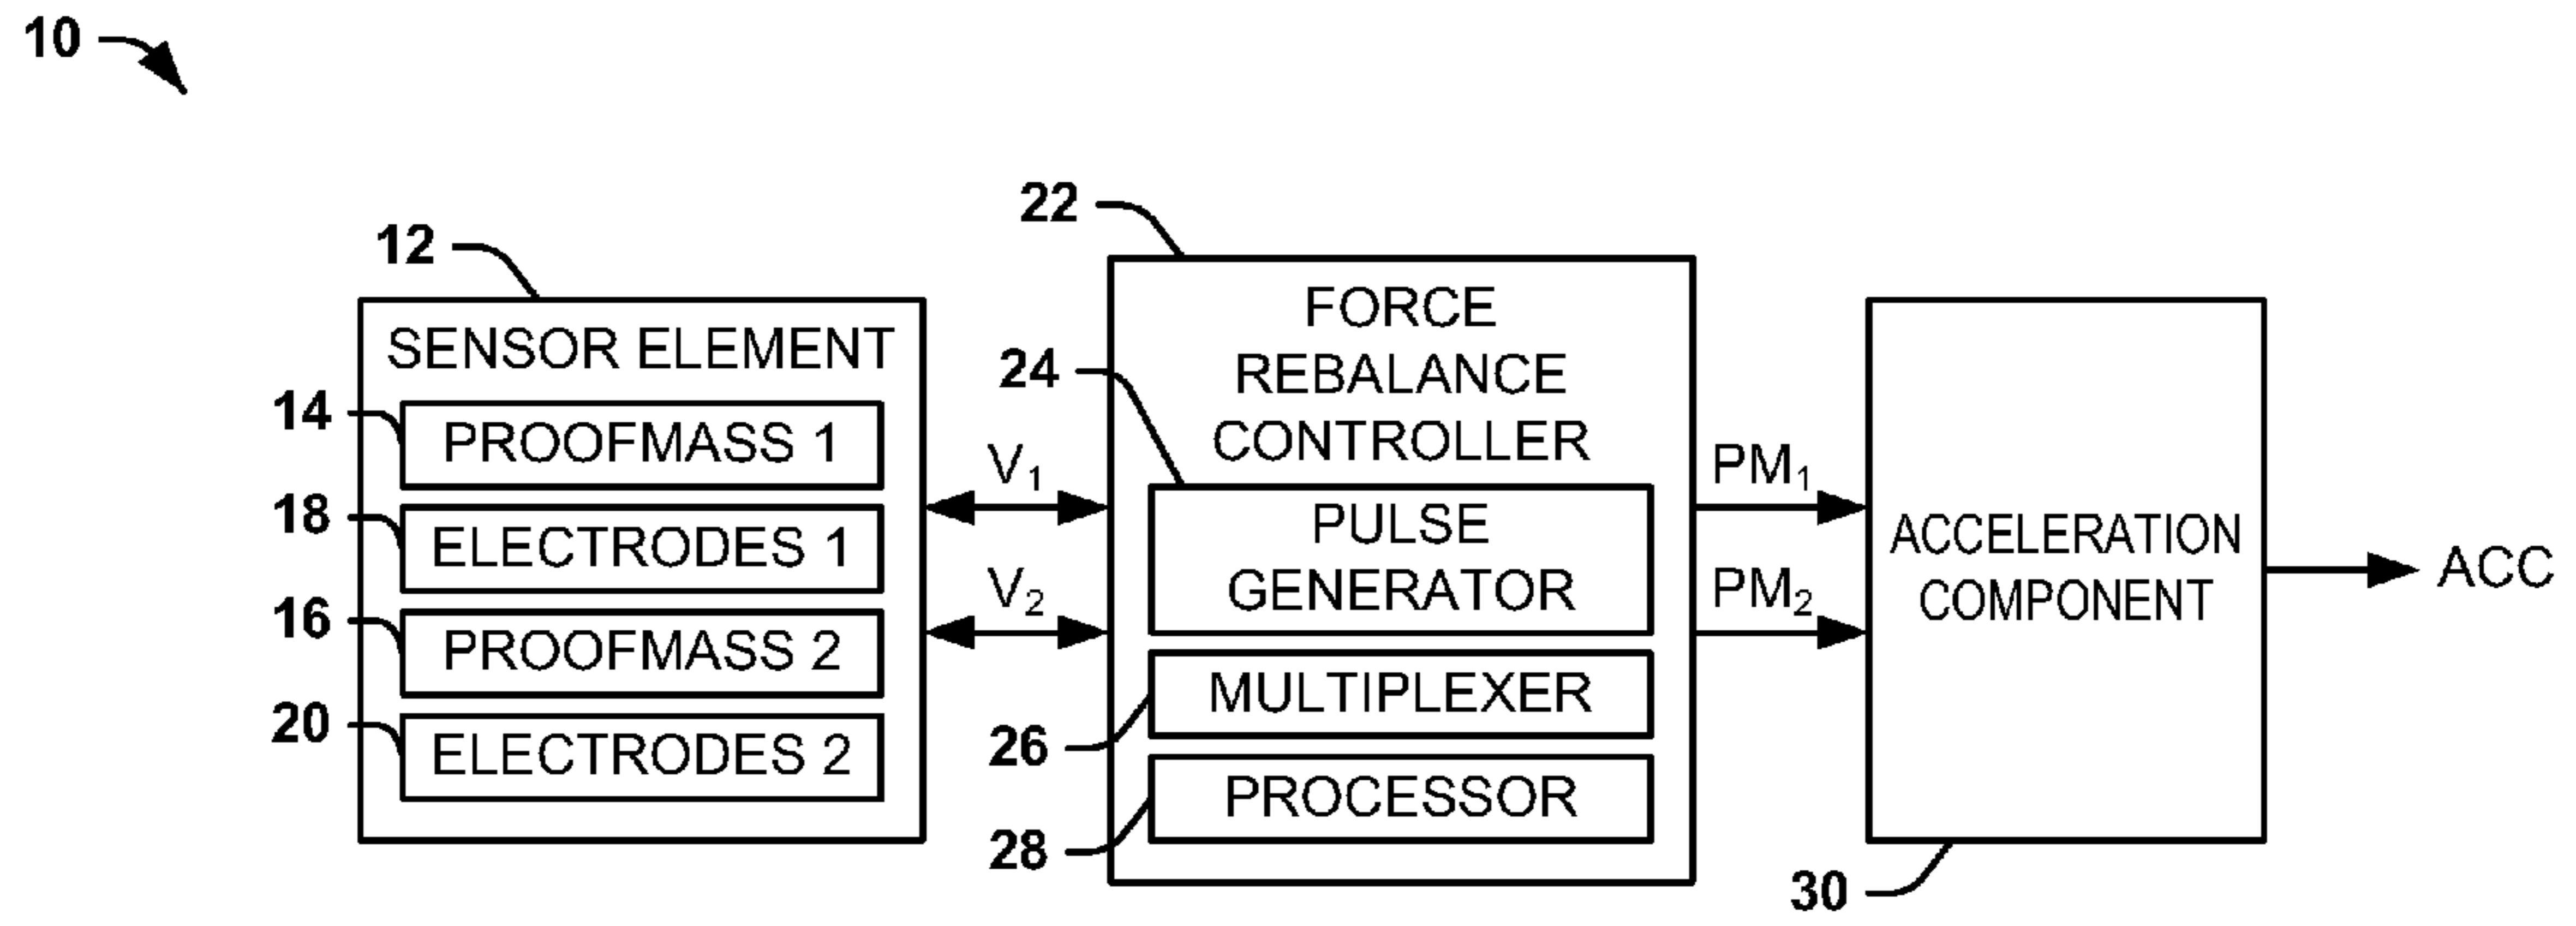 10
12
SENSOR ELEMENT
14
PROOFMASS 1
18
ELECTRODES 1
16
PROOFMASS 2
20
ELECTRODES 2
V₁
V₂
22
FORCE
REBALANCE
CONTROLLER
24
PULSE
GENERATOR
MULTIPLEXER
26
PROCESSOR
28
PM₁
PM₂
ACCELERATION
COMPONENT
30
ACC